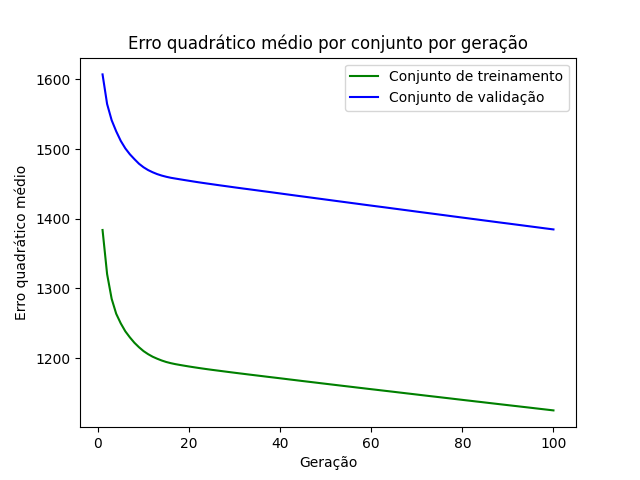 Erro quadrático médio por conjunto por geração
Conjunto de treinamento
Conjunto de validação
Erro quadrático médio
1600
1500
1400
1300
1200
0 20 40 60 80 100
Geração